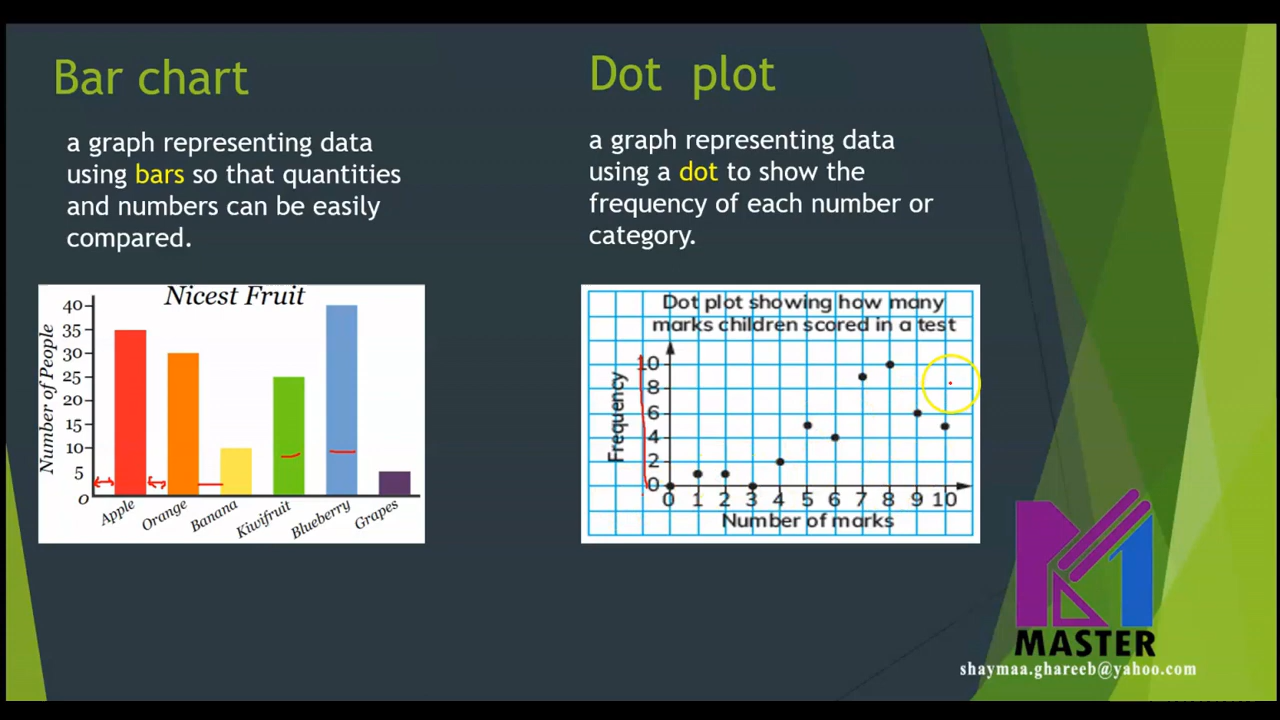 Bar chart
a graph representing data
using bars so that quantities
and numbers can be easily
compared.
Nicest Fruit
Number of People
40
35
30
25
20
15
10
5
0
Apple
Orange
Banana
Kiwifruit
Blueberry
Grapes
Dot plot
a graph representing data
using a dot to show the
frequency of each number or
category.
Dot plot showing how many
marks children scored in a test
Frequency
10
8
6
4
2
0
0 1 2 3 4 5 6 7 8 9 10
Number of marks
M1
MASTER
shaymaa.ghareeb@yahoo.com